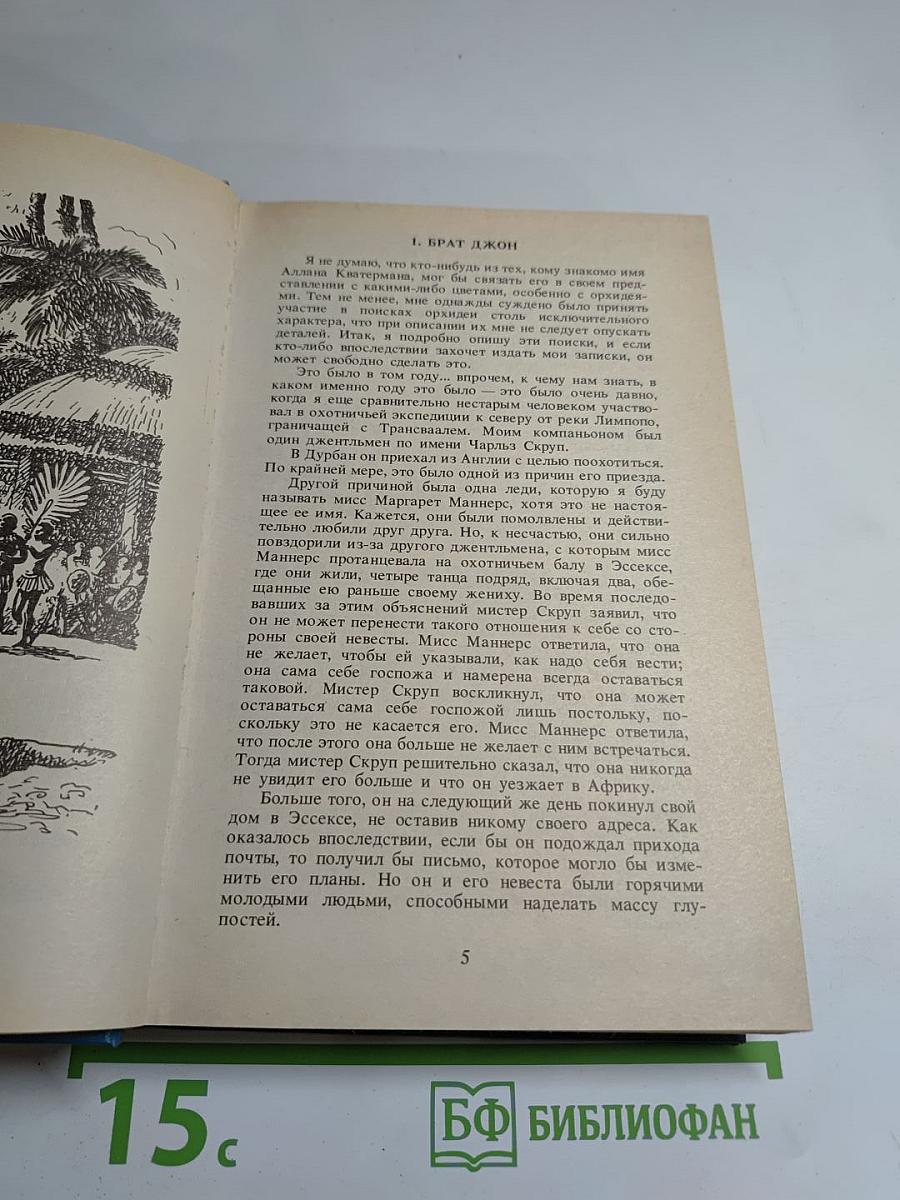 1. БРАТ ДЖОН
Я не думаю, что кто-нибудь из тех, кому знакомо имя
Аллана Кватермана, мог бы связать его в своем пред-
ставлении с какими-либо цветами, особенно с орхидея-
ми. Тем не менее, мне однажды суждено было принять
участие в поисках орхидеи столь исключительного
характера, что при описании их мне не следует опускать
деталей. Итак, я подробно опишу эти поиски, и если
кто-либо впоследствии захочет издать мои записки, он
может свободно сделать это.
Это было в том году... впрочем, к чему нам знать, в
каком именно году это было — это было очень давно,
когда я еще сравнительно нестарым человеком участво-
вал в охотничьей экспедиции к северу от реки Лимпопо,
граничащей с Трансваалем. Моим компаньоном был
один джентльмен по имени Чарльз Скруп.
В Дурбан он приехал из Англии с целью поохотиться.
По крайней мере, это было одной из причин его приезда.
Другой причиной была одна леди, которую я буду
называть мисс Маргарет Маннерс, хотя это не настоя-
щее ее имя. Кажется, они были помолвлены и действи-
тельно любили друг друга. Но, к несчастью, они сильно
повздорили из-за другого джентльмена, с которым мисс
Маннерс протанцевала на охотничьем балу в Эссексе,
где они жили, четыре танца подряд, включая два, обе-
щанные ею раньше своему жениху. Во время последо-
вавших за этим объяснений мистер Скруп заявил, что
он не может перенести такого отношения к себе со сто-
роны своей невесты. Мисс Маннерс ответила, что она
не желает, чтобы ей указывали, как надо себя вести;
она сама себе госпожа и намерена всегда оставаться
таковой. Мистер Скруп воскликнул, что она может
оставаться сама себе госпожой лишь постольку, по-
скольку это не касается его. Мисс Маннерс ответила,
что после этого она больше не желает с ним встречаться.
Тогда мистер Скруп решительно сказал, что она никогда
не увидит его больше и что он уезжает в Африку.
Больше того, он на следующий же день покинул свой
дом в Эссексе, не оставив никому своего адреса. Как
оказалось впоследствии, если бы он подождал прихода
почты, то получил бы письмо, которое могло бы изме-
нить его планы. Но он и его невеста были горячими
молодыми людьми, способными наделать массу глу-
постей.
5
15 с
БФ БИБЛИОФАН